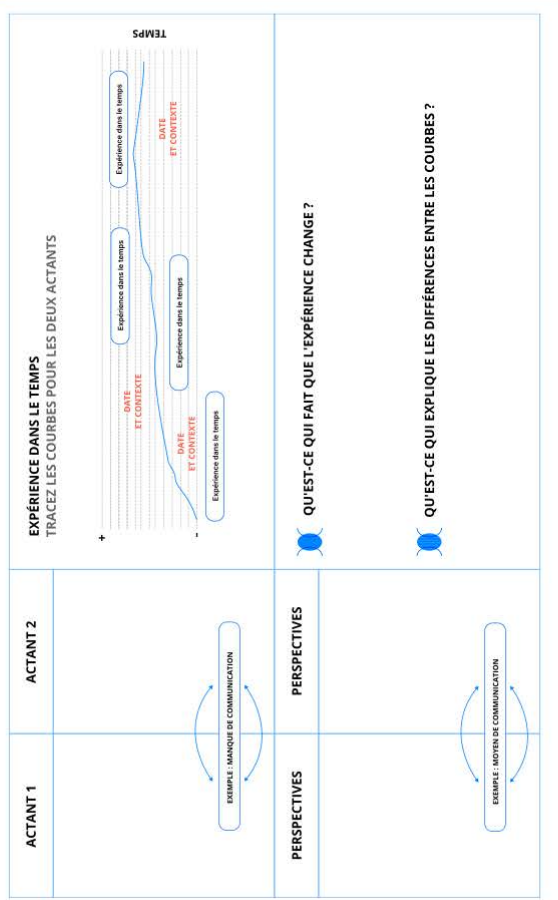 ACTANT 1
ACTANT 2
EXEMPLE : MANQUE DE COMMUNICATION
PERSPECTIVES
PERSPECTIVES
EXEMPLE : MOYEN DE COMMUNICATION
EXPÉRIENCE DANS LE TEMPS
TRACEZ LES COURBES POUR LES DEUX ACTANTS
+
-
Expérience dans le temps
DATE
ET CONTEXTE
Expérience dans le temps
DATE
ET CONTEXTE
Expérience dans le temps
Expérience dans le temps
DATE
ET CONTEXTE
TEMPS
QU'EST-CE QUI FAIT QUE L'EXPÉRIENCE CHANGE ?
QU'EST-CE QUI EXPLIQUE LES DIFFÉRENCES ENTRE LES COURBES ?